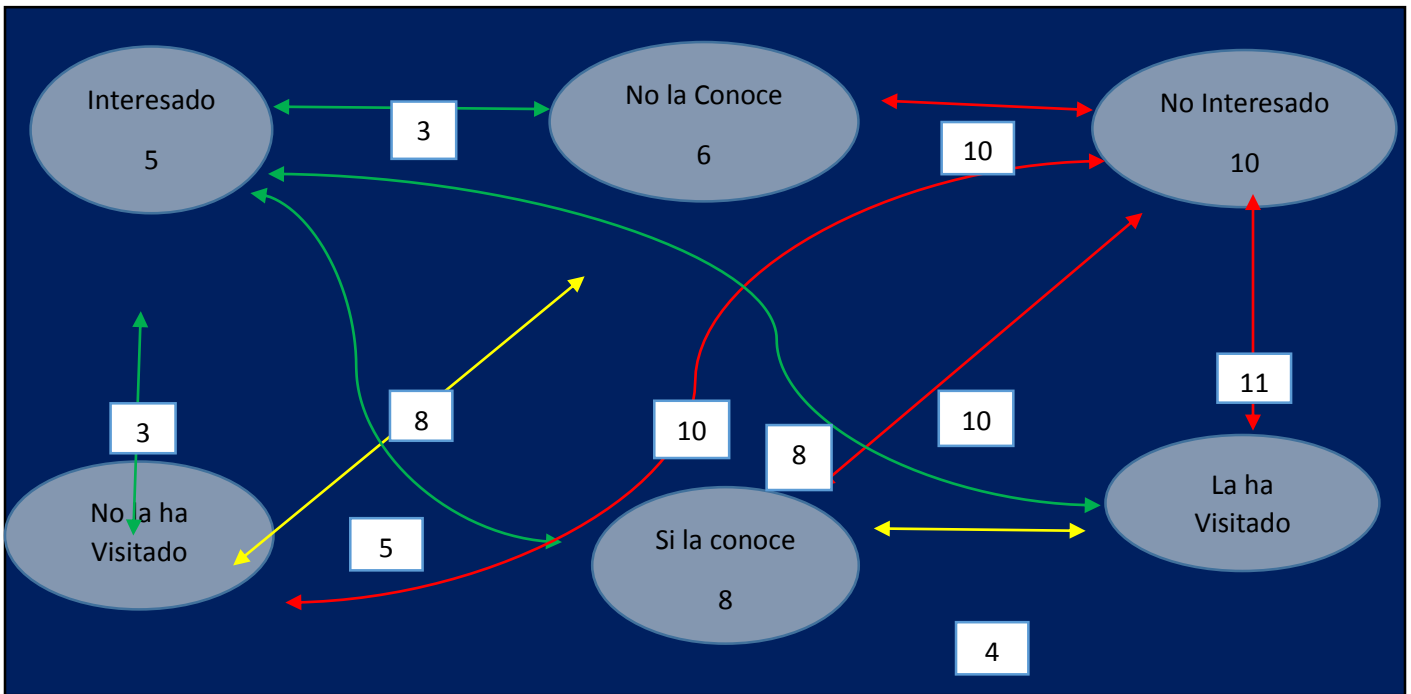 Interesado
5
3
No la Conoce
6
10
No Interesado
10
3
8
10
8
10
11
No la ha
Visitado
5
Si la conoce
8
La ha
Visitado
4